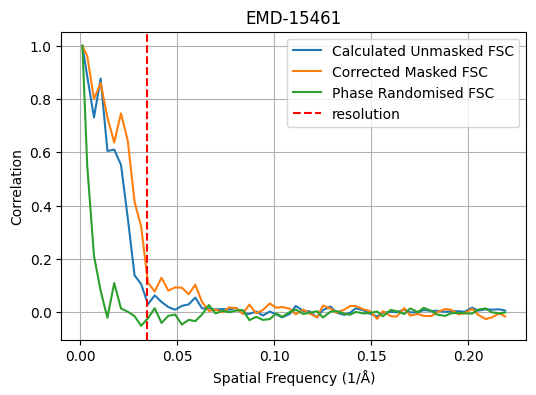 EMD-15461
Calculated Unmasked FSC
Corrected Masked FSC
Phase Randomised FSC
resolution
1.0
0.8
0.6
0.4
0.2
0.0
Correlation
0.00 0.05 0.10 0.15 0.20
Spatial Frequency (1/Å)